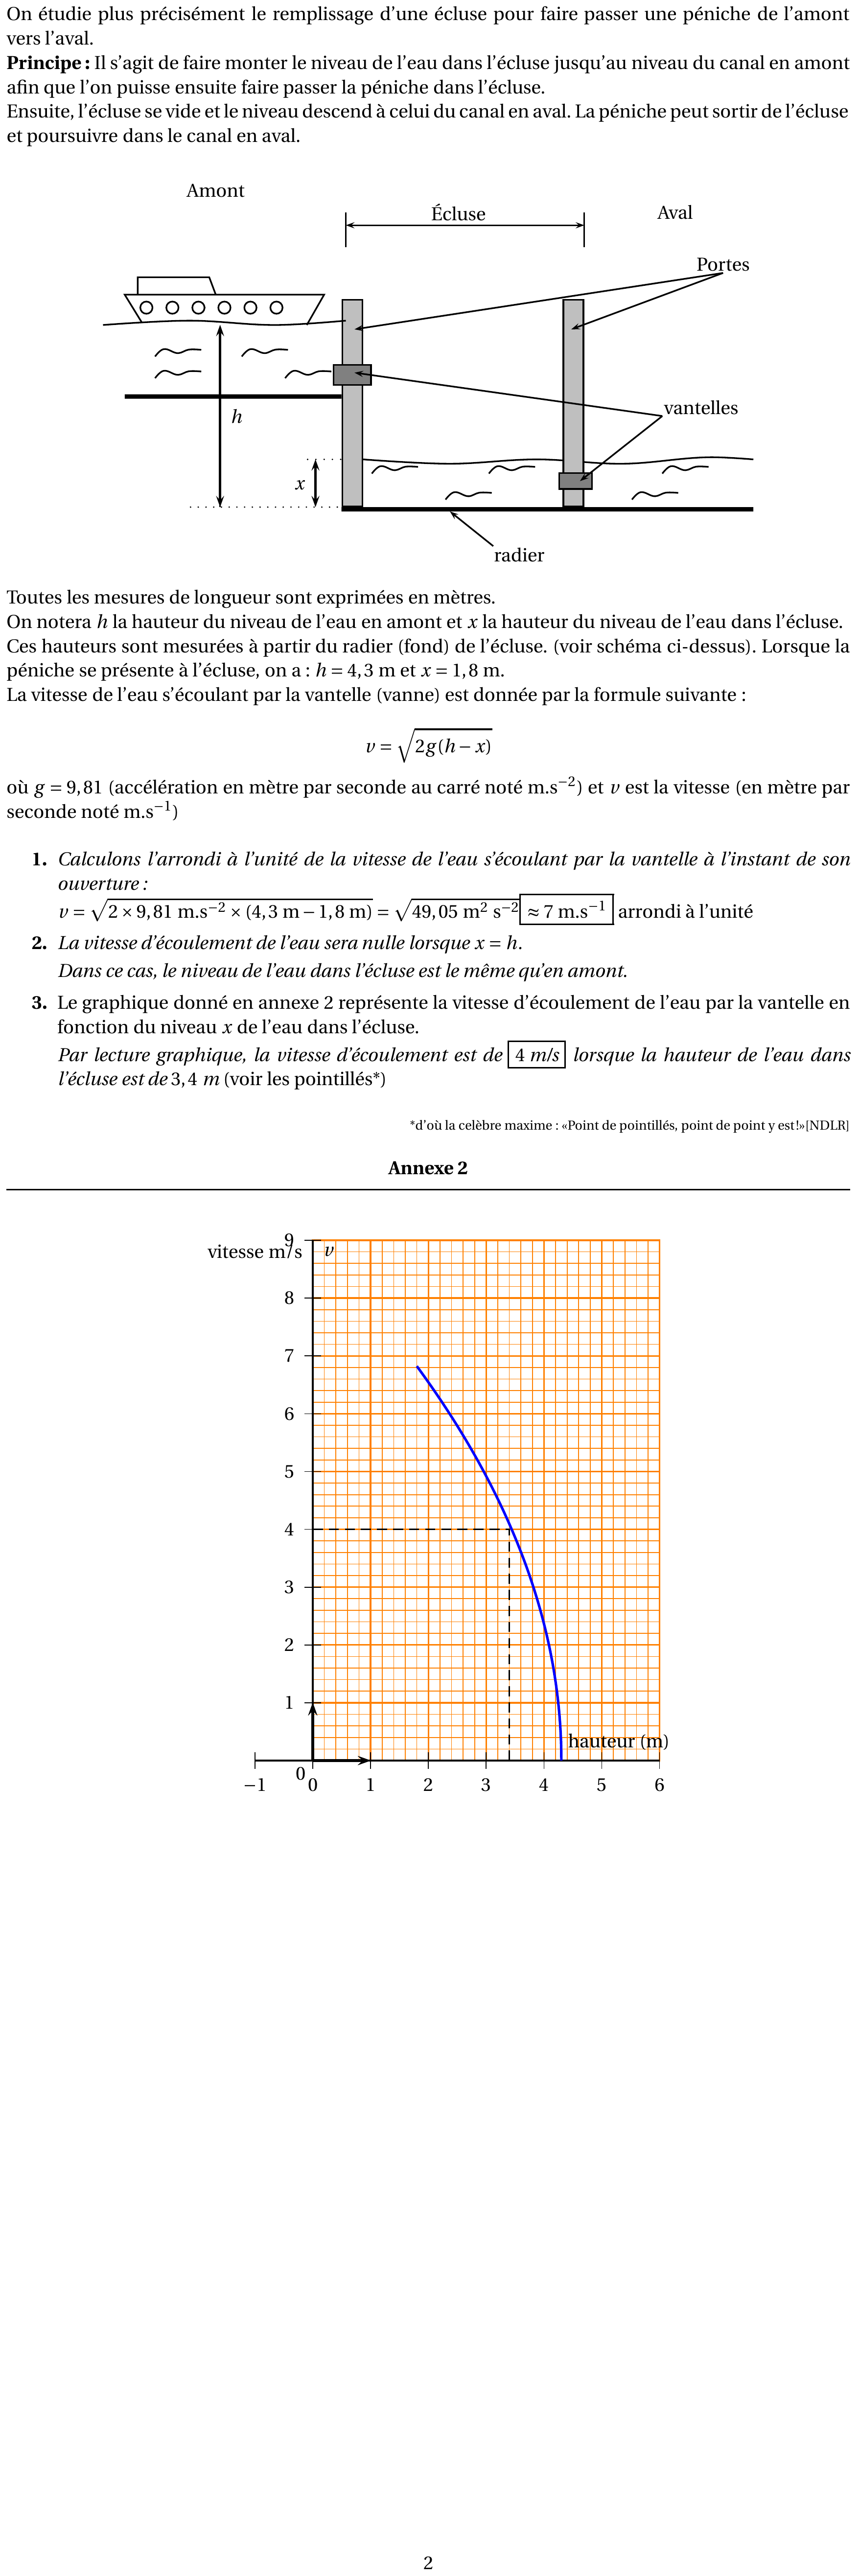 On étudie plus précisément le remplissage d'une écluse pour faire passer une péniche de l'amont
vers l'aval.
Principe : Il s'agit de faire monter le niveau de l'eau dans l'écluse jusqu'au niveau du canal en amont
afin que l'on puisse ensuite faire passer la péniche dans l'écluse.
Ensuite, l'écluse se vide et le niveau descend à celui du canal en aval. La péniche peut sortir de l'écluse
et poursuivre dans le canal en aval.
Amont
Écluse
Aval
Portes
vantelles
h
x
radier
Toutes les mesures de longueur sont exprimées en mètres.
On notera h la hauteur du niveau de l'eau en amont et x la hauteur du niveau de l'eau dans l'écluse.
Ces hauteurs sont mesurées à partir du radier (fond) de l'écluse. (voir schéma ci-dessus). Lorsque la
péniche se présente à l'écluse, on a : h = 4,3 m et x = 1,8 m.
La vitesse de l'eau s'écoulant par la vantelle (vanne) est donnée par la formule suivante :
v = √2g(h − x)
où g = 9,81 (accélération en mètre par seconde au carré noté m.s⁻²) et v est la vitesse (en mètre par
seconde noté m.s⁻¹)
1. Calculons l'arrondi à l'unité de la vitesse de l'eau s'écoulant par la vantelle à l'instant de son
ouverture :
v = √2 × 9,81 m.s⁻² × (4,3 m − 1,8 m) = √49,05 m² s⁻² ≈ 7 m.s⁻¹ arrondi à l'unité
2. La vitesse d'écoulement de l'eau sera nulle lorsque x = h.
Dans ce cas, le niveau de l'eau dans l'écluse est le même qu'en amont.
3. Le graphique donné en annexe 2 représente la vitesse d'écoulement de l'eau par la vantelle en
fonction du niveau x de l'eau dans l'écluse.
Par lecture graphique, la vitesse d'écoulement est de 4 m/s lorsque la hauteur de l'eau dans
l'écluse est de 3,4 m (voir les pointillés*)
*d'où la celèbre maxime : «Point de pointillés, point de point y est!»[NDLR]
Annexe 2
9
vitesse m/s v
8
7
6
5
4
3
2
1
hauteur (m)
0
−1 0 1 2 3 4 5 6
2